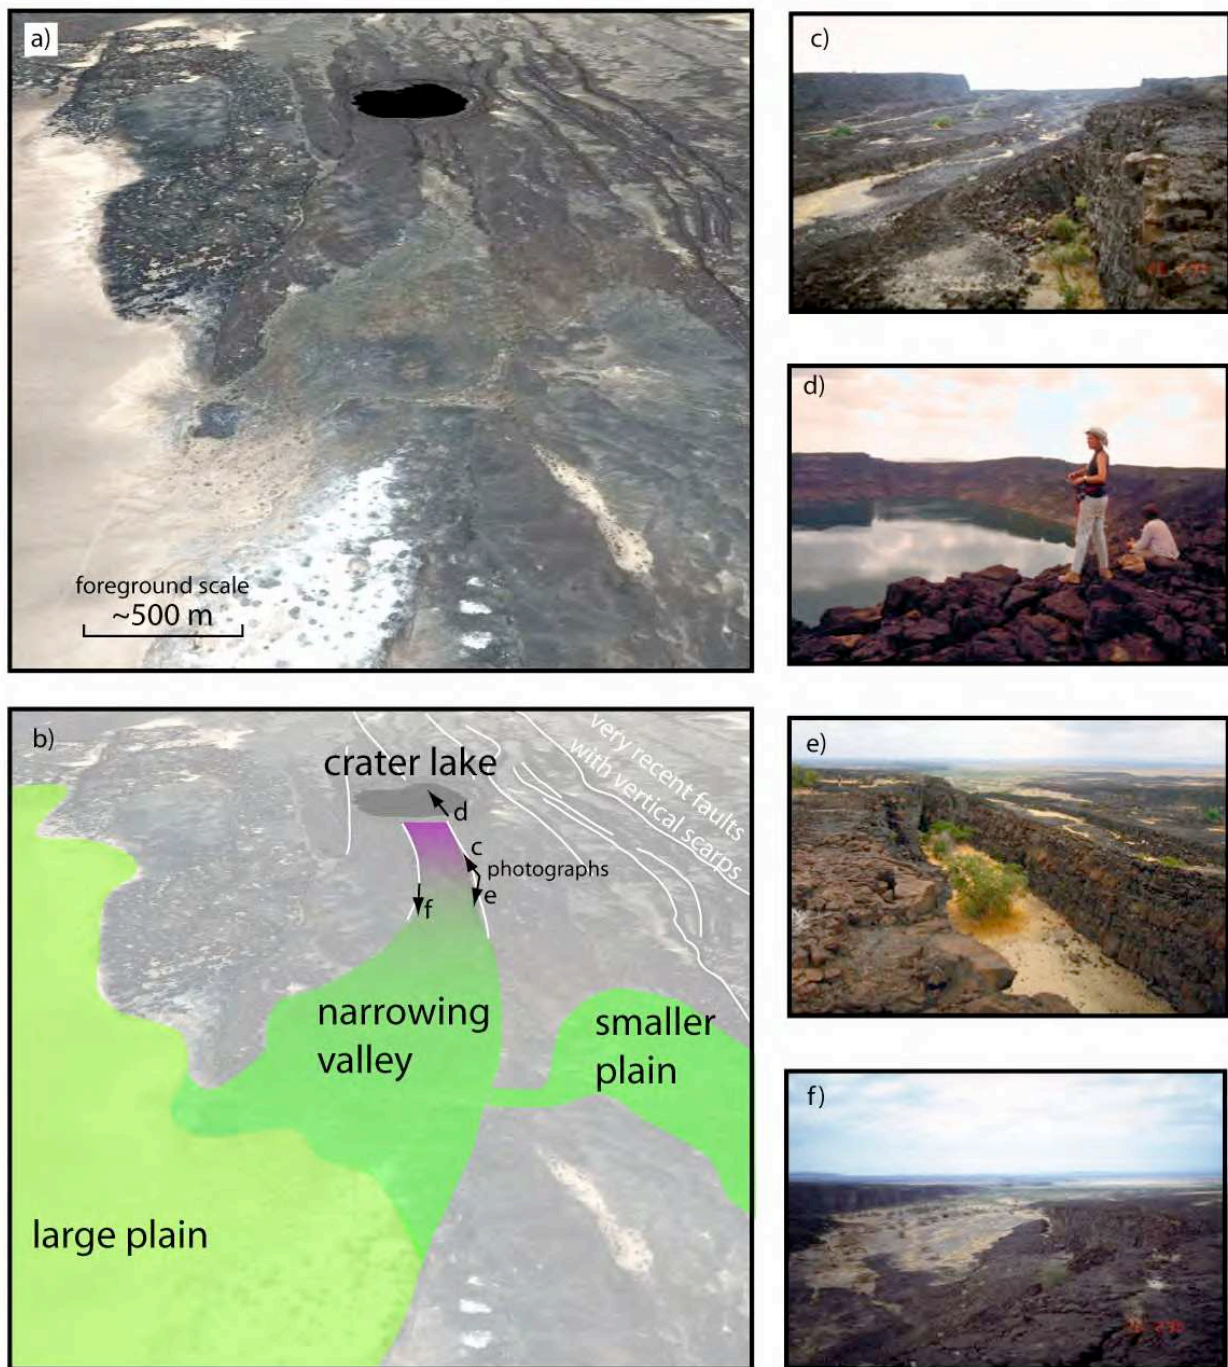 a)
foreground scale
~500 m
b)
crater lake
very recent faults
with vertical scarps
d
c
photographs
e
f
narrowing
valley
smaller
plain
large plain
c)
d)
e)
f)